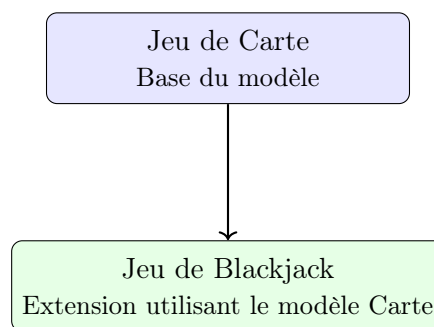 Jeu de Carte
Base du modèle
Jeu de Blackjack
Extension utilisant le modèle Carte